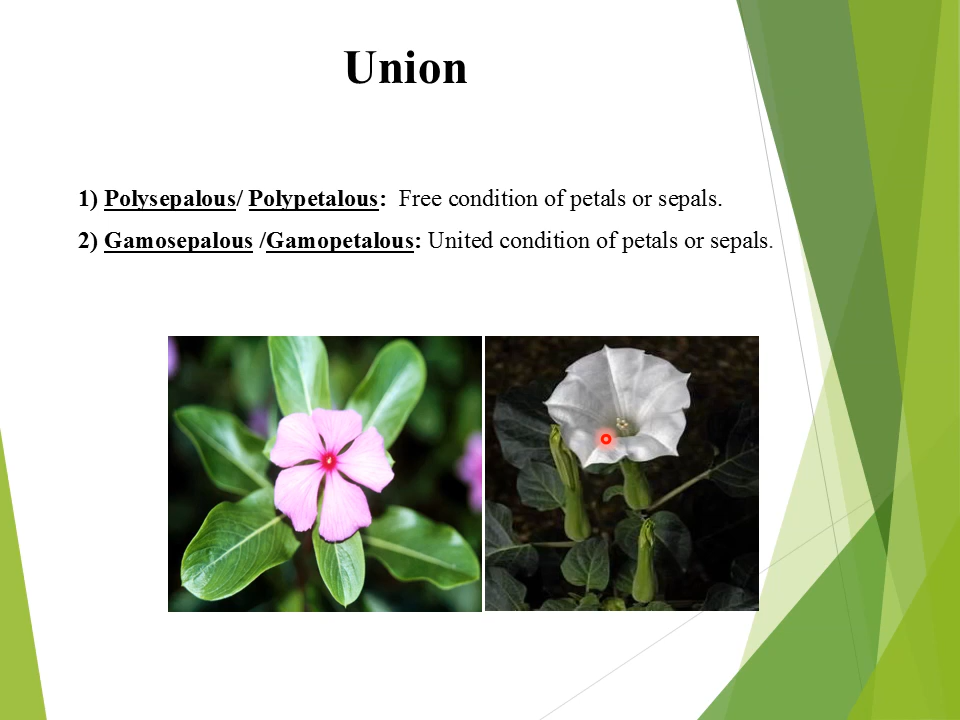 Union
1) Polysepalous/ Polypetalous: Free condition of petals or sepals.
2) Gamosepalous /Gamopetalous: United condition of petals or sepals.